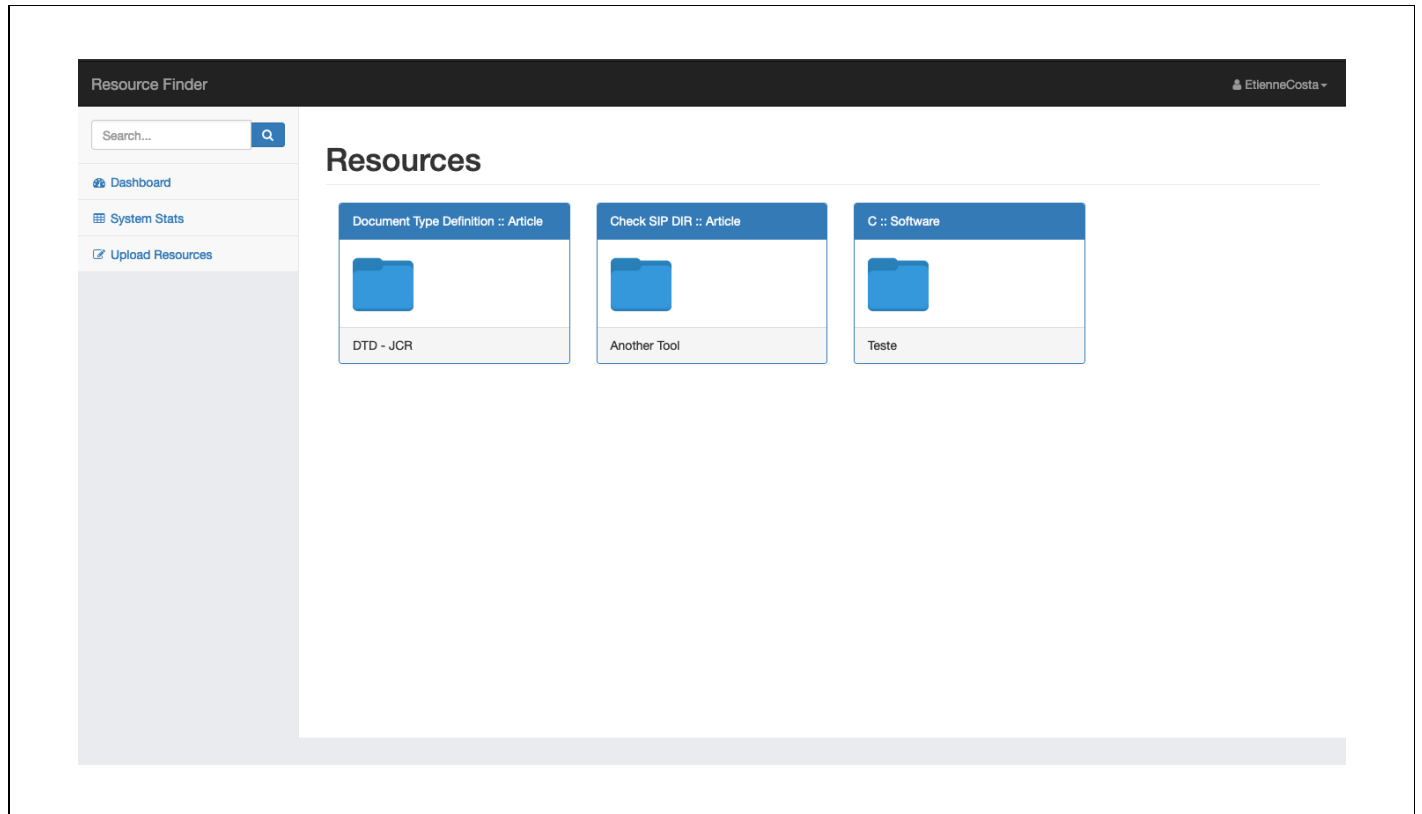 Resource Finder
EtienneCosta
Search...
Dashboard
System Stats
Upload Resources
Resources
Document Type Definition :: Article
DTD - JCR
Check SIP DIR :: Article
Another Tool
C :: Software
Teste